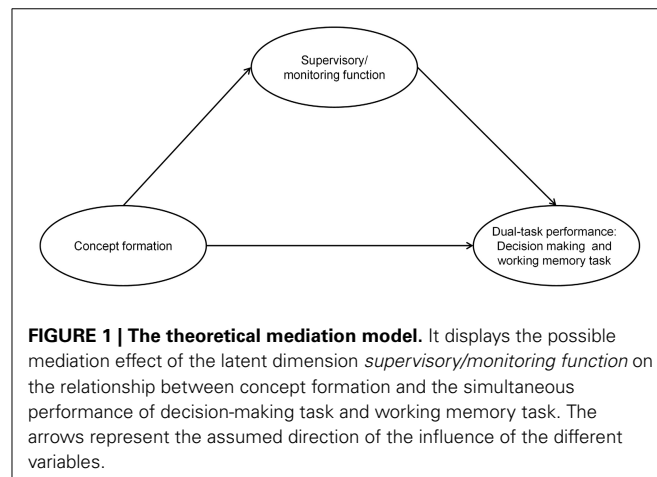 Supervisory/
monitoring function
Concept formation
Dual-task performance:
Decision making and
working memory task
FIGURE 1 | The theoretical mediation model. It displays the possible
mediation effect of the latent dimension supervisory/monitoring function on
the relationship between concept formation and the simultaneous
performance of decision-making task and working memory task. The
arrows represent the assumed direction of the influence of the different
variables.